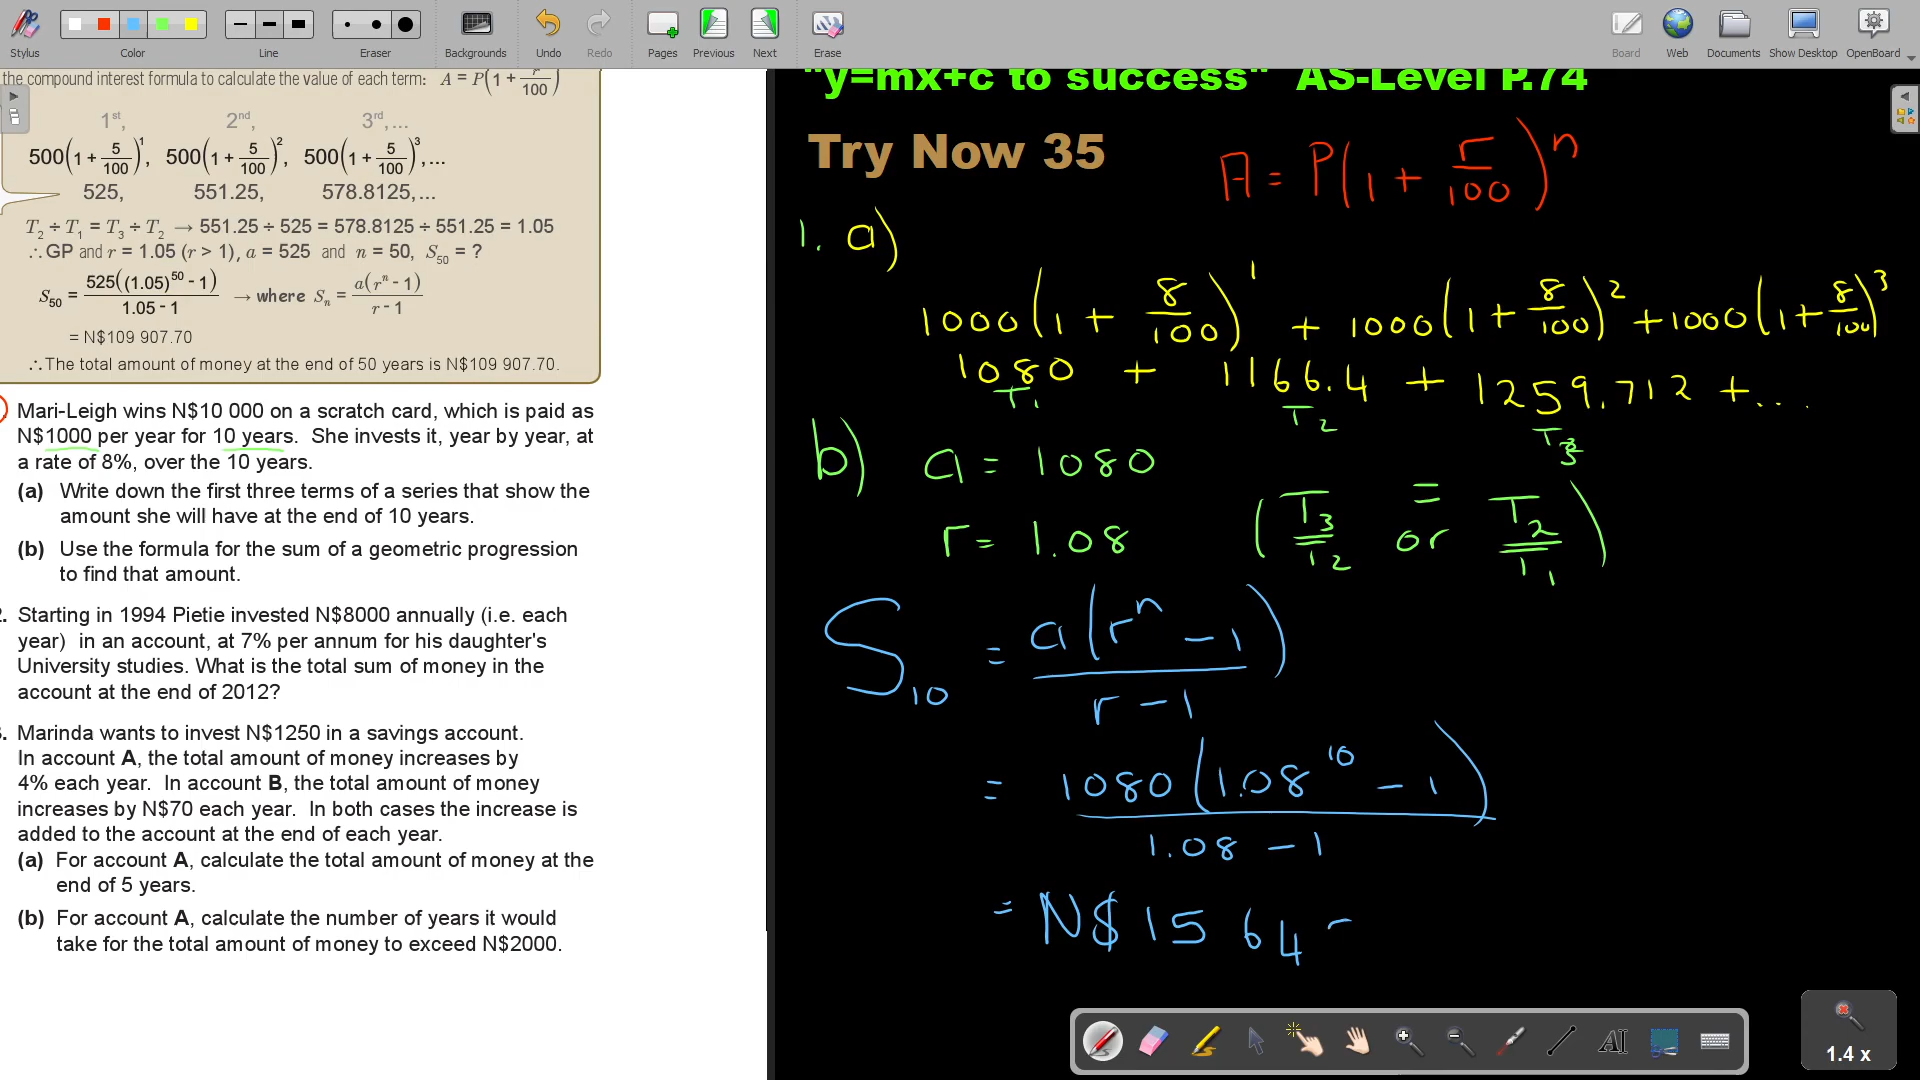 Stylus Color Line Eraser Backgrounds Undo Redo Pages Previous Next Erase Board Web Documents Show Desktop OpenBoard
the compound interest formula to calculate the value of each term: A = P(1 + r/100)
1st, 2nd, 3rd, ...
500(1 + 5/100)^1, 500(1 + 5/100)^2, 500(1 + 5/100)^3, ...
525, 551.25, 578.8125, ...
T2 ÷ T1 = T3 ÷ T2 → 551.25 ÷ 525 = 578.8125 ÷ 551.25 = 1.05
∴ GP and r = 1.05 (r > 1), a = 525 and n = 50, S50 = ?
S50 = 525((1.05)^50 - 1) / 1.05 - 1 → where Sn = a(r^n - 1) / r - 1
= N$109 907.70
∴ The total amount of money at the end of 50 years is N$109 907.70.
Mari-Leigh wins N$10 000 on a scratch card, which is paid as
N$1000 per year for 10 years. She invests it, year by year, at
a rate of 8%, over the 10 years.
(a) Write down the first three terms of a series that show the
amount she will have at the end of 10 years.
(b) Use the formula for the sum of a geometric progression
to find that amount.
2. Starting in 1994 Pietie invested N$8000 annually (i.e. each
year) in an account, at 7% per annum for his daughter's
University studies. What is the total sum of money in the
account at the end of 2012?
3. Marinda wants to invest N$1250 in a savings account.
In account A, the total amount of money increases by
4% each year. In account B, the total amount of money
increases by N$70 each year. In both cases the increase is
added to the account at the end of each year.
(a) For account A, calculate the total amount of money at the
end of 5 years.
(b) For account A, calculate the number of years it would
take for the total amount of money to exceed N$2000.
"y=mx+c to success" AS-Level P.74
Try Now 35
A = P(1 + r/100)^n
1. a)
1000(1 + 8/100)^1 + 1000(1 + 8/100)^2 + 1000(1 + 8/100)^3
1080 + 1166.4 + 1259.712 + ...
T1 T2 T3
b) a = 1080
r = 1.08 (T3/T2 = or T2/T1)
S10 = a(r^n - 1) / r - 1
= 1080(1.08^10 - 1) / 1.08 - 1
= N$ 15 64
1.4 x